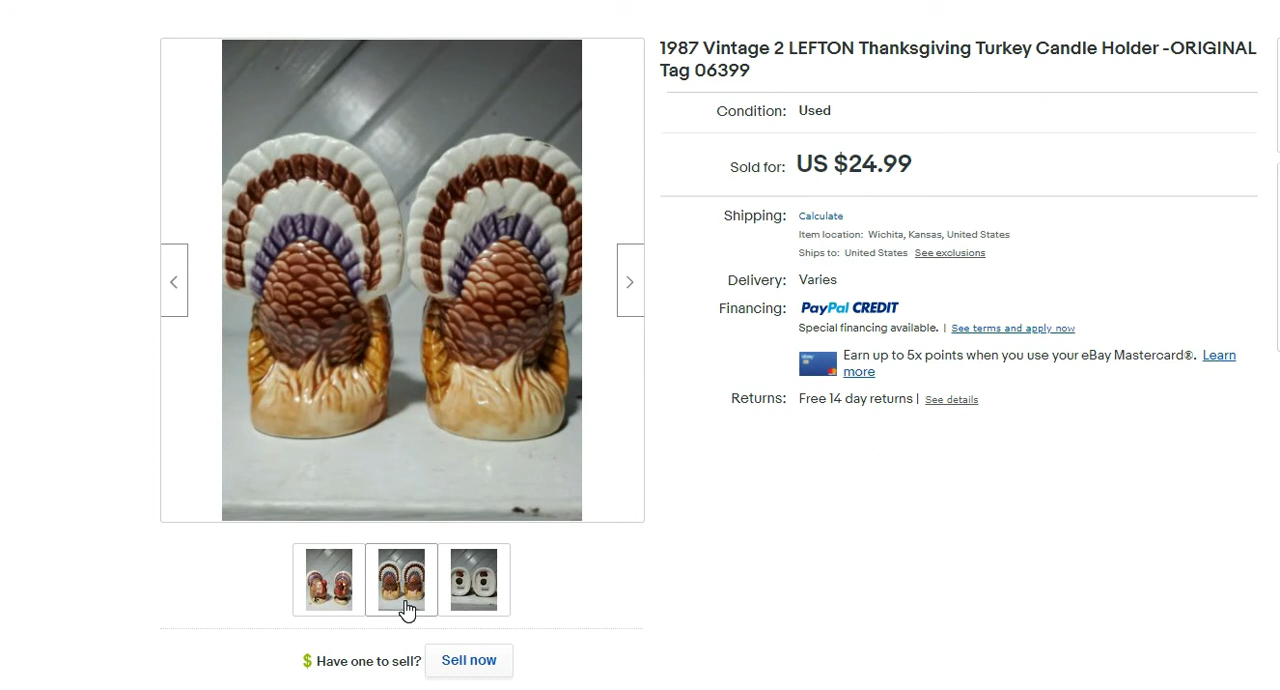 1987 Vintage 2 LEFTON Thanksgiving Turkey Candle Holder -ORIGINAL
Tag 06399
Condition: Used
Sold for: US $24.99
Shipping: Calculate
Item location: Wichita, Kansas, United States
Ships to: United States See exclusions
Delivery: Varies
Financing: PayPal CREDIT
Special financing available. | See terms and apply now
Earn up to 5x points when you use your eBay Mastercard®. Learn
more
Returns: Free 14 day returns | See details
$ Have one to sell? Sell now